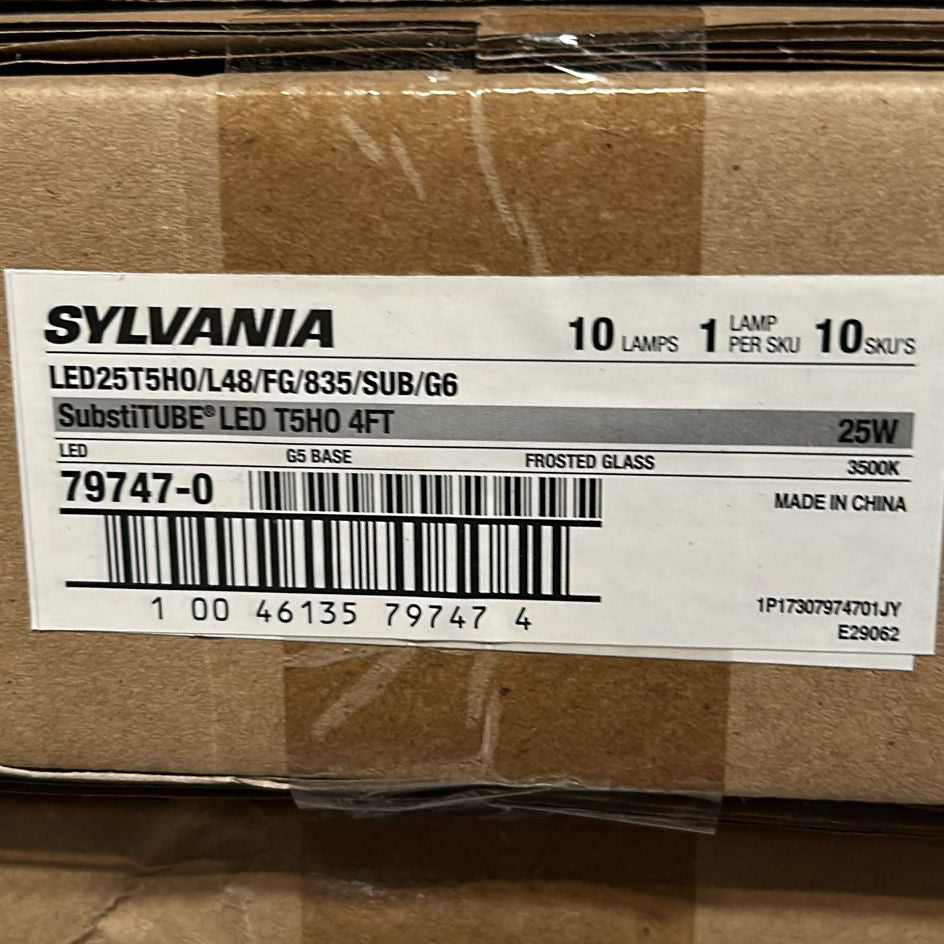 SYLVANIA 10 LAMPS 1 LAMP PER SKU 10 SKU'S
LED25T5HO/L48/FG/835/SUB/G6
SubstiTUBE® LED T5HO 4FT 25W
LED G5 BASE FROSTED GLASS 3500K
79747-0 MADE IN CHINA
1 00 46135 79747 4
1P17307974701JY
E29062